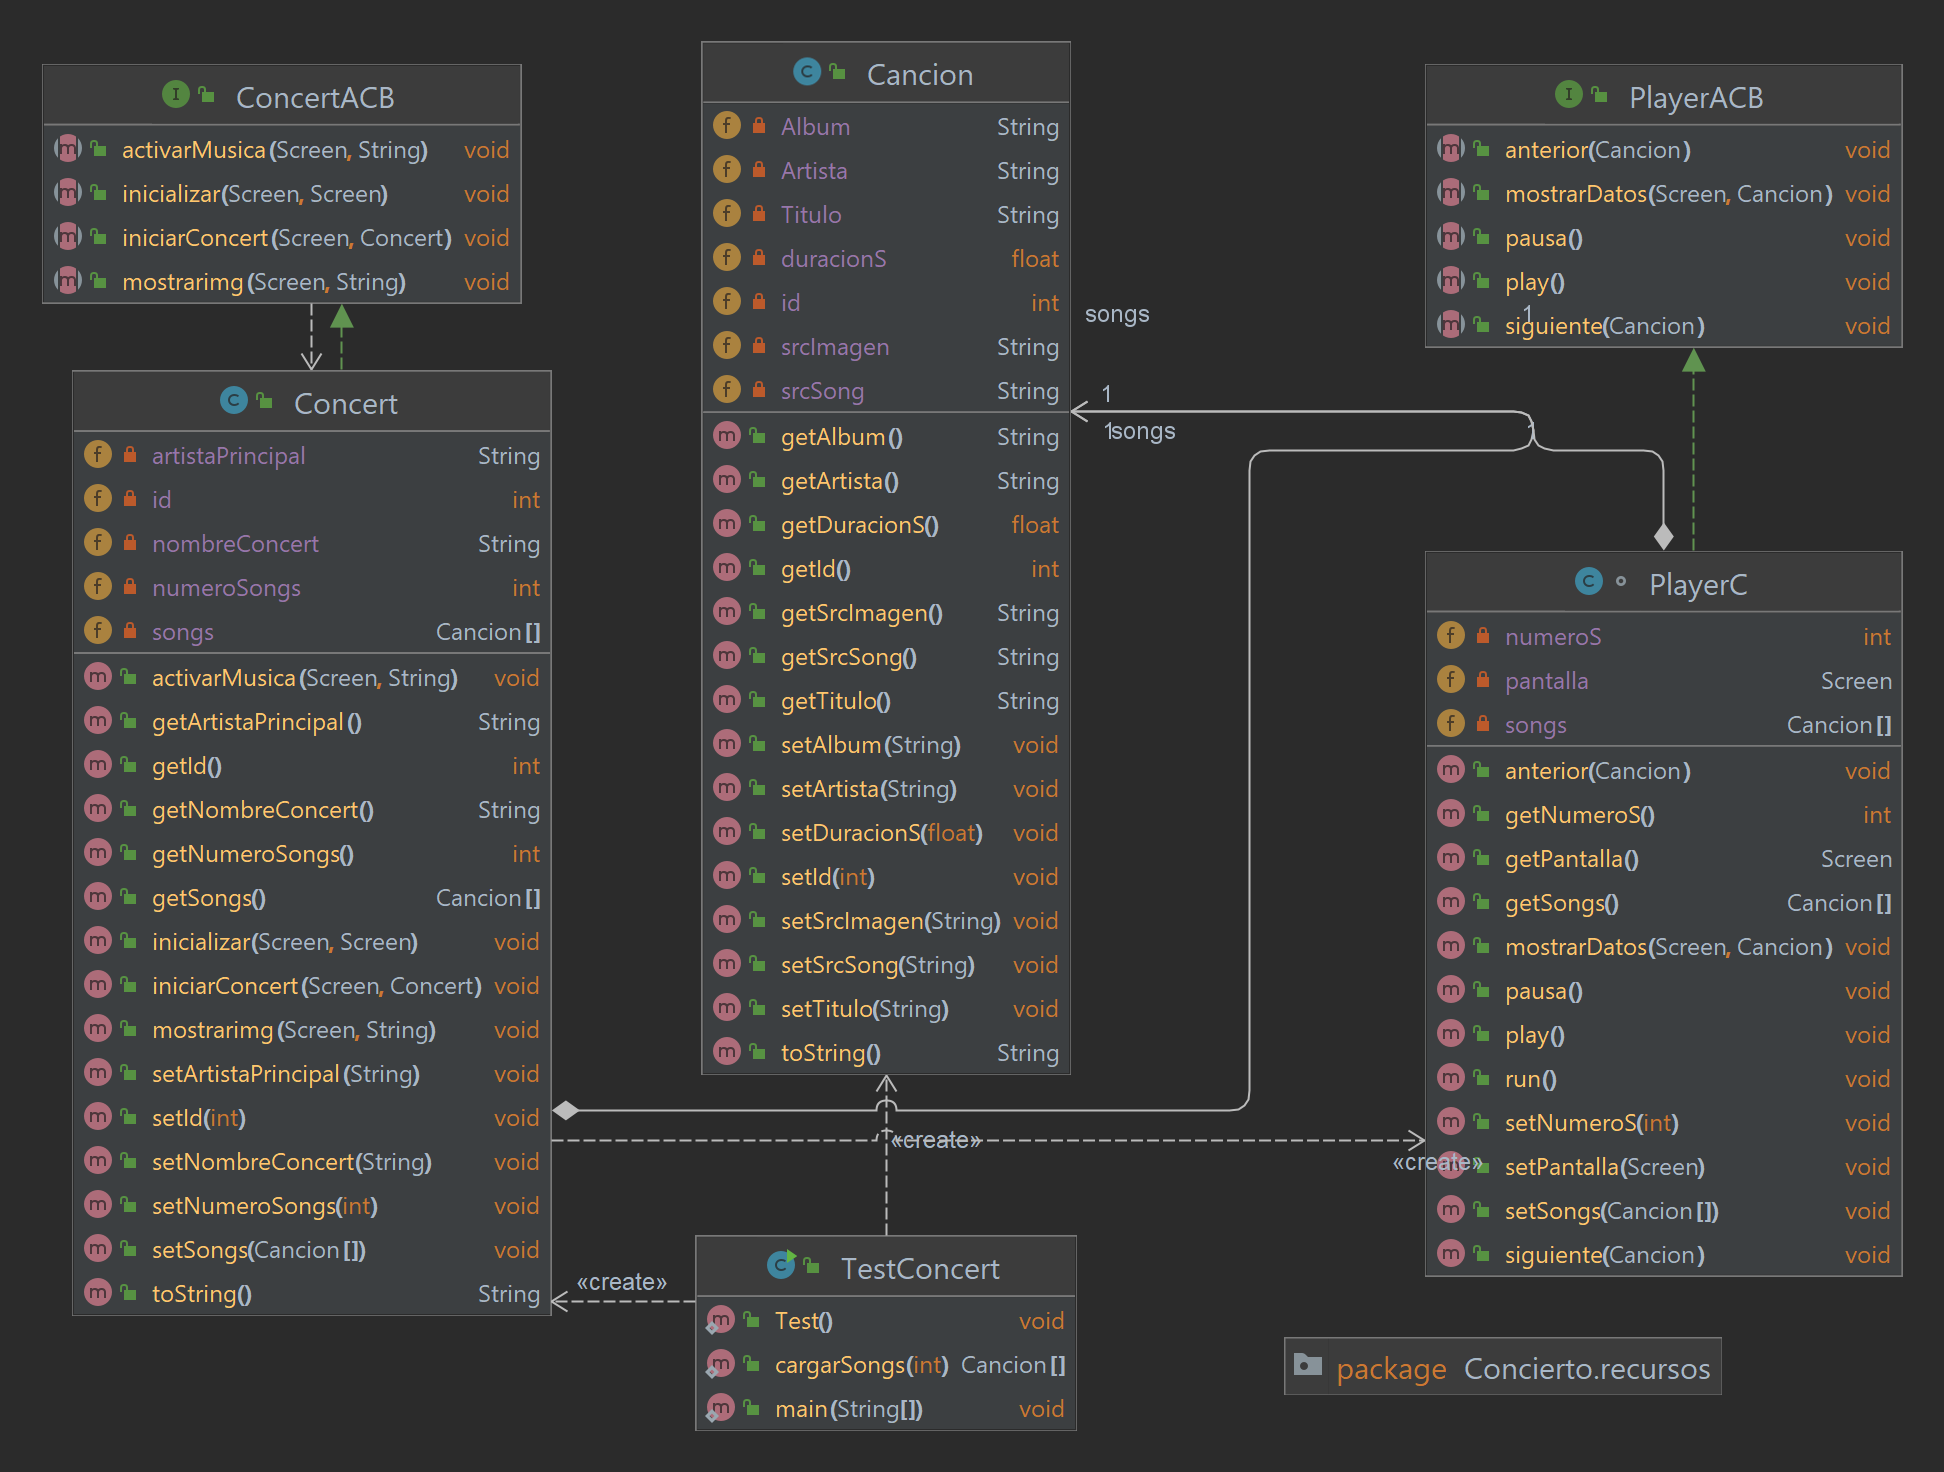 ConcertACB
activarMusica(Screen, String) void
inicializar(Screen, Screen) void
iniciarConcert(Screen, Concert) void
mostrarimg(Screen, String) void
Concert
artistaPrincipal String
id int
nombreConcert String
numeroSongs int
songs Cancion[]
activarMusica(Screen, String) void
getArtistaPrincipal() String
getId() int
getNombreConcert() String
getNumeroSongs() int
getSongs() Cancion[]
inicializar(Screen, Screen) void
iniciarConcert(Screen, Concert) void
mostrarimg(Screen, String) void
setArtistaPrincipal(String) void
setId(int) void
setNombreConcert(String) void
setNumeroSongs(int) void
setSongs(Cancion[]) void
toString() String
Cancion
Album String
Artista String
Titulo String
duracionS float
id int
srcImagen String
srcSong String
getAlbum() String
getArtista() String
getDuracionS() float
getId() int
getSrcImagen() String
getSrcSong() String
getTitulo() String
setAlbum(String) void
setArtista(String) void
setDuracionS(float) void
setId(int) void
setSrcImagen(String) void
setSrcSong(String) void
setTitulo(String) void
toString() String
songs
1
1
songs
1
1
PlayerACB
anterior(Cancion) void
mostrarDatos(Screen, Cancion) void
pausa() void
play() void
siguiente(Cancion) void
PlayerC
numeroS int
pantalla Screen
songs Cancion[]
anterior(Cancion) void
getNumeroS() int
getPantalla() Screen
getSongs() Cancion[]
mostrarDatos(Screen, Cancion) void
pausa() void
play() void
run() void
setNumeroS(int) void
setPantalla(Screen) void
setSongs(Cancion[]) void
siguiente(Cancion) void
«create»
«create»
«create»
TestConcert
Test() void
cargarSongs(int) Cancion[]
main(String[]) void
package Concierto.recursos